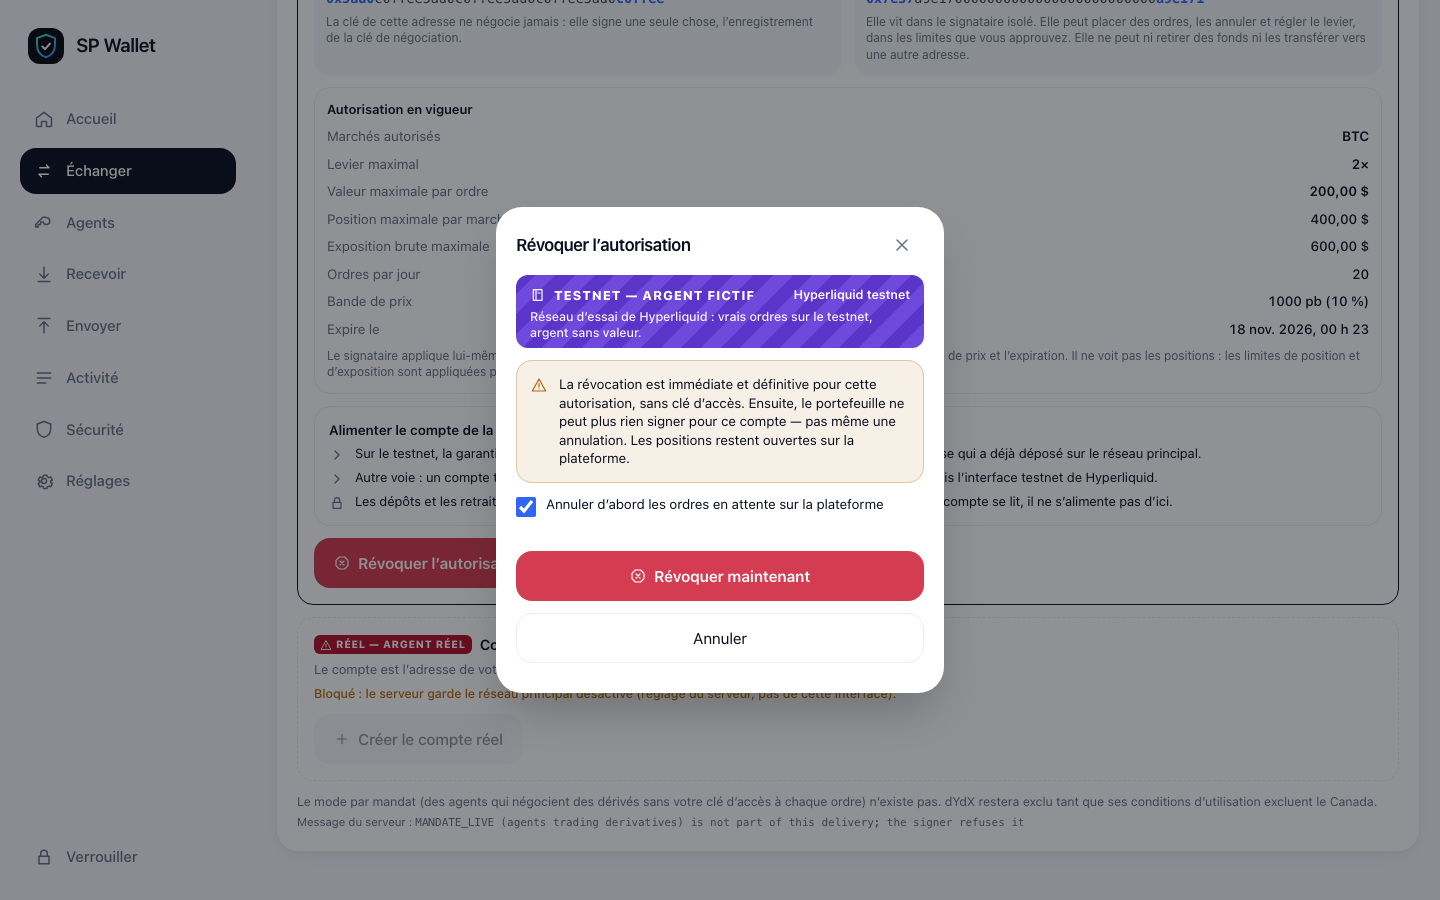 SP Wallet
Accueil
Échanger
Agents
Recevoir
Envoyer
Activité
Sécurité
Réglages
Verrouiller
La clé de cette adresse ne négocie jamais : elle signe une seule chose, l’enregistrement
de la clé de négociation.
Elle vit dans le signataire isolé. Elle peut placer des ordres, les annuler et régler le levier,
dans les limites que vous approuvez. Elle ne peut ni retirer des fonds ni les transférer vers
une autre adresse.
Autorisation en vigueur
Marchés autorisés BTC
Levier maximal 2×
Valeur maximale par ordre 200,00 $
Position maximale par 400,00 $
Exposition brute maximale 600,00 $
Ordres par jour 20
Bande de prix 1000 pb (10 %)
Expire le 18 nov. 2026, 00 h 23
Le signataire applique de prix et l’expiration. Il ne voit pas les positions : les limites de position et
d’exposition sont appliquées
Alimenter le compte de la
Sur le testnet, la qui a déjà déposé sur le réseau principal.
Autre voie : un compte l’interface testnet de Hyperliquid.
Les dépôts et les compte se lit, il ne s’alimente pas d’ici.
Révoquer
Révoquer l’autorisation
TESTNET — ARGENT FICTIF Hyperliquid testnet
Réseau d’essai de Hyperliquid : vrais ordres sur le testnet,
argent sans valeur.
La révocation est immédiate et définitive pour cette
autorisation, sans clé d’accès. Ensuite, le portefeuille ne
peut plus rien signer pour ce compte — pas même une
annulation. Les positions restent ouvertes sur la
plateforme.
Annuler d’abord les ordres en attente sur la plateforme
Révoquer maintenant
Annuler
RÉEL — ARGENT RÉEL
Le compte est l’adresse de
Bloqué : le serveur garde le réseau principal désactivé (réglage du serveur, pas de cette interface).
Créer le compte réel
Le mode par mandat (des agents qui négocient des dérivés sans votre clé d’accès à chaque ordre) n’existe pas. dYdX restera exclu tant que ses conditions d’utilisation excluent le Canada.
Message du serveur : MANDATE_LIVE (agents trading derivatives) is not part of this delivery; the signer refuses it